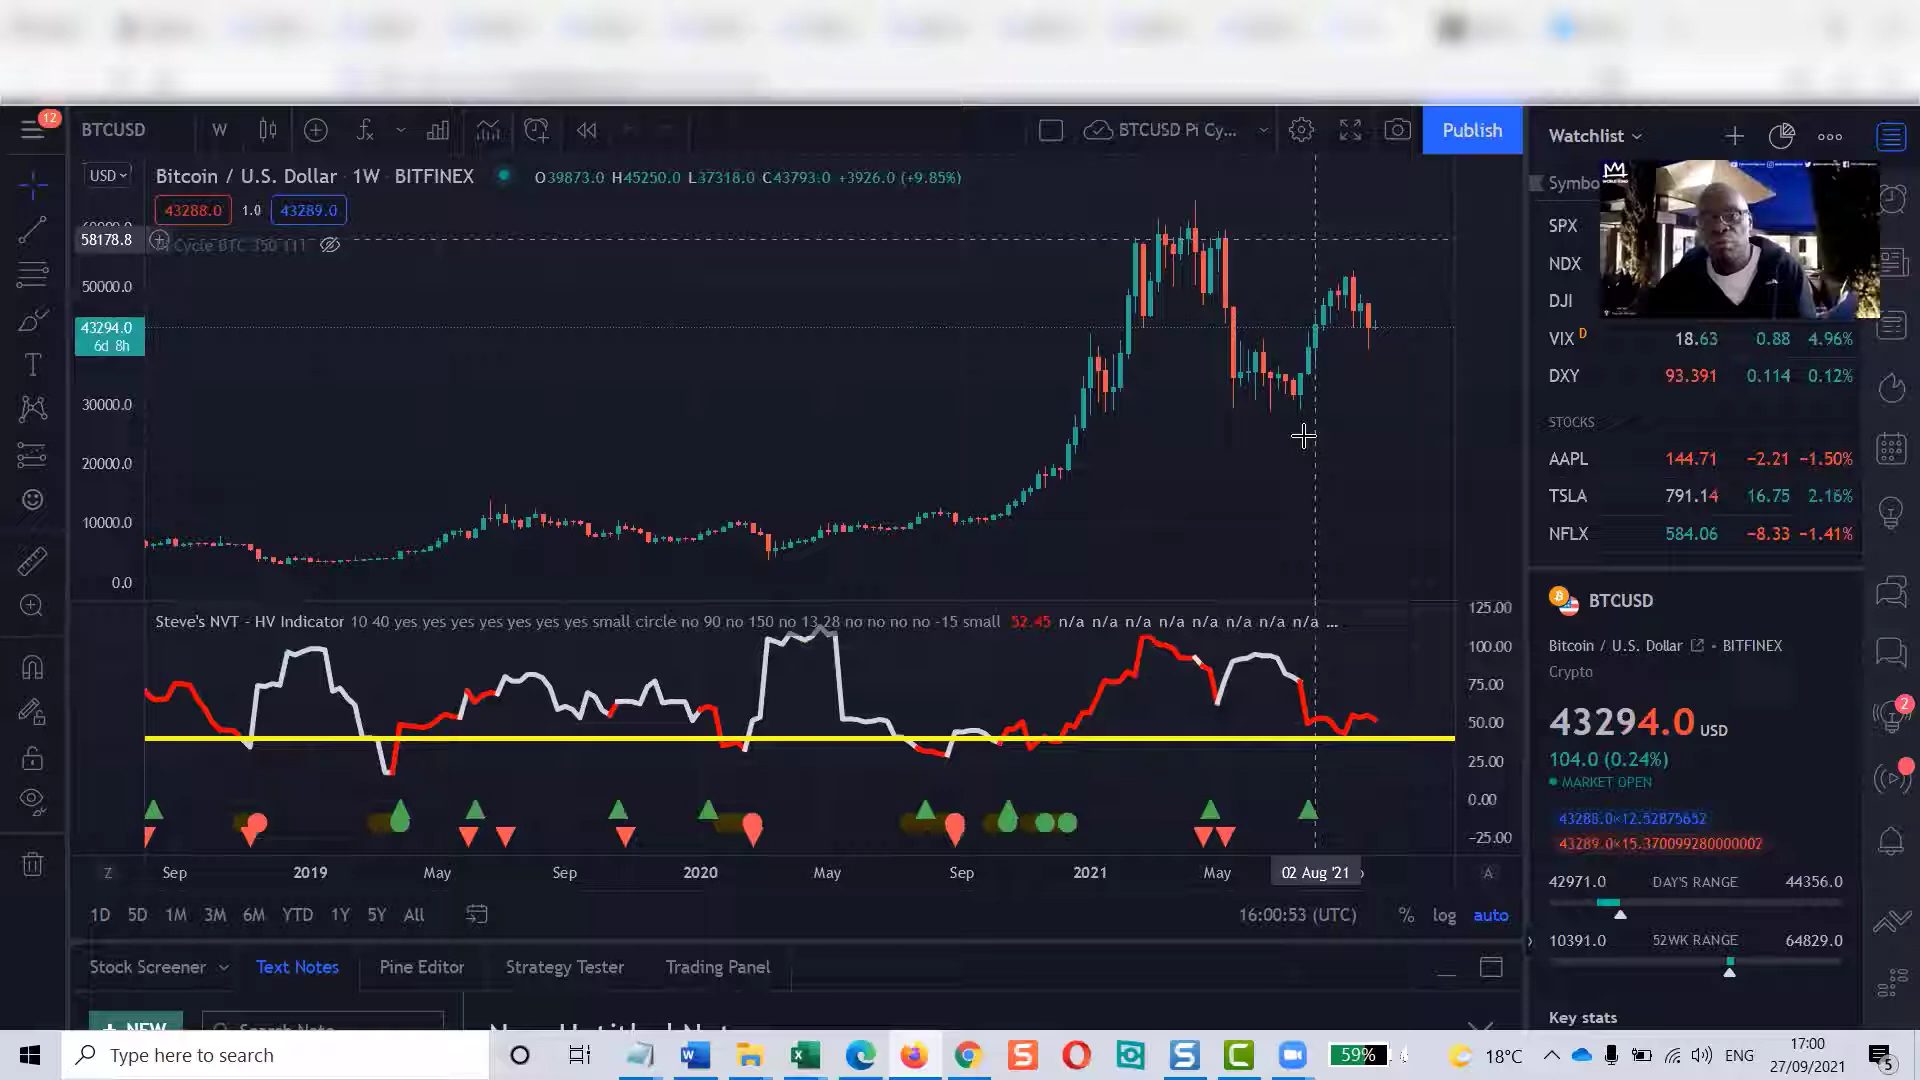 12
BTCUSD
W
BTCUSD Pi Cy...
Publish
Watchlist
USD
Bitcoin / U.S. Dollar 1W BITFINEX
O39873.0 H45250.0 L37318.0 C43793.0 +3926.0 (+9.85%)
43288.0 1.0 43289.0
58178.8
Cycle BTC 350 111
50000.0
43294.0
6d 8h
30000.0
20000.0
10000.0
0.0
Symbo
SPX
NDX
DJI
VIX D 18.63 0.88 4.96%
DXY 93.391 0.114 0.12%
STOCKS
AAPL 144.71 −2.21 −1.50%
TSLA 791.14 16.75 2.16%
NFLX 584.06 −8.33 −1.41%
Steve's NVT - HV Indicator 10 40 yes yes yes yes yes yes yes small circle no 90 no 150 no 13.28 no no no no -15 small 52.45 n/a n/a n/a n/a n/a n/a n/a n/a ...
125.00
100.00
75.00
50.00
25.00
0.00
−25.00
BTCUSD
Bitcoin / U.S. Dollar BITFINEX
Crypto
43294.0 USD
104.0 (0.24%)
MARKET OPEN
43288.0×12.52875652
43289.0×15.370099280000002
42971.0 DAY'S RANGE 44356.0
10391.0 52WK RANGE 64829.0
Key stats
2
Z Sep 2019 May Sep 2020 May Sep 2021 May 02 Aug '21 A
1D 5D 1M 3M 6M YTD 1Y 5Y All
16:00:53 (UTC) % log auto
Stock Screener Text Notes Pine Editor Strategy Tester Trading Panel
+ NEW Search Note
Type here to search
59%
18°C
ENG
17:00
27/09/2021
5